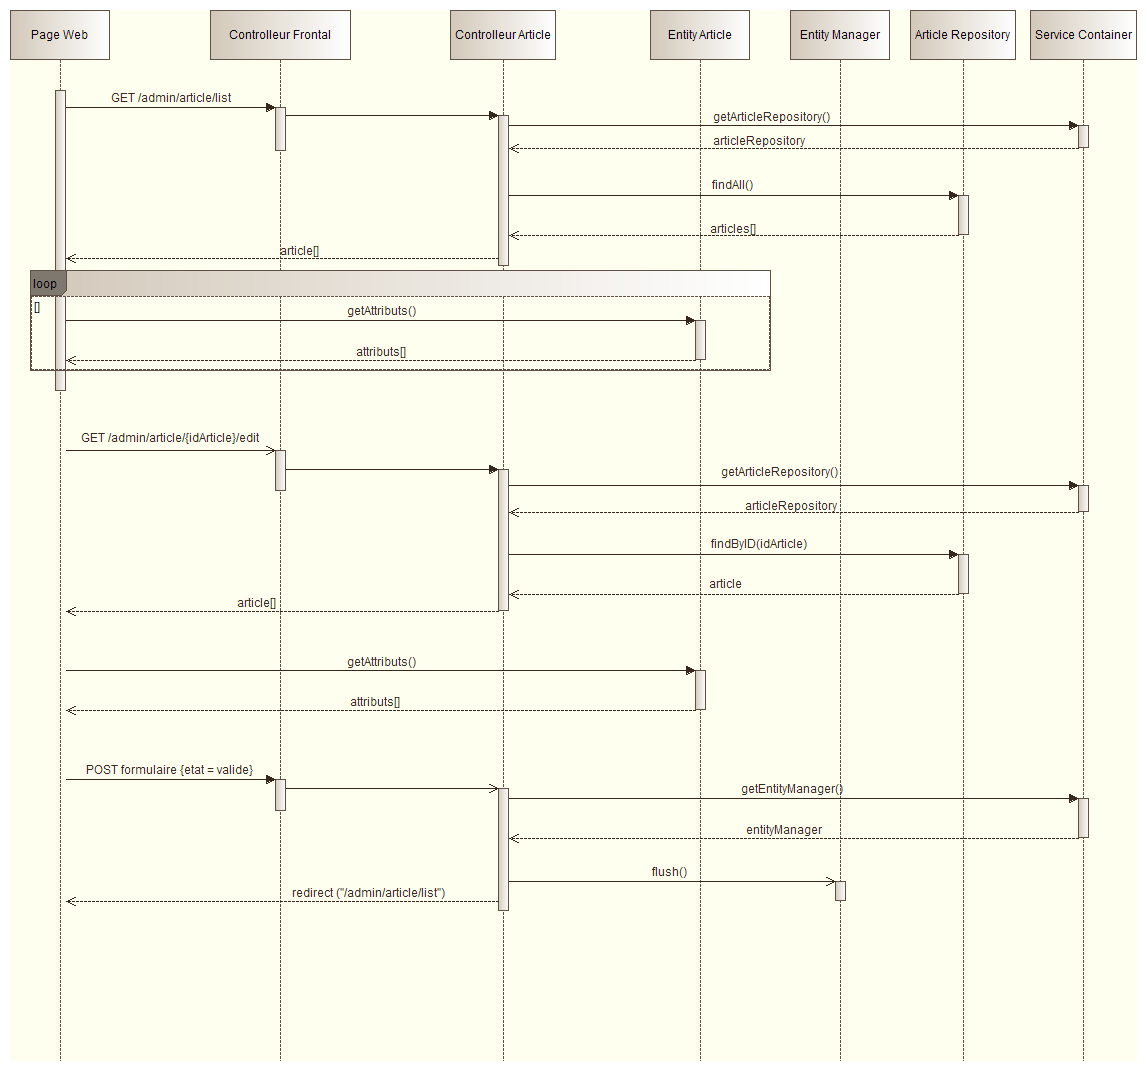 Page Web
Controlleur Frontal
Controlleur Article
Entity Article
Entity Manager
Article Repository
Service Container
GET /admin/article/list
getArticleRepository()
articleRepository
findAll()
articles[]
article[]
loop
[]
getAttributs()
attributs[]
GET /admin/article/{idArticle}/edit
getArticleRepository()
articleRepository
findByID(idArticle)
article
article[]
getAttributs()
attributs[]
POST formulaire {etat = valide}
getEntityManager()
entityManager
flush()
redirect ("/admin/article/list")